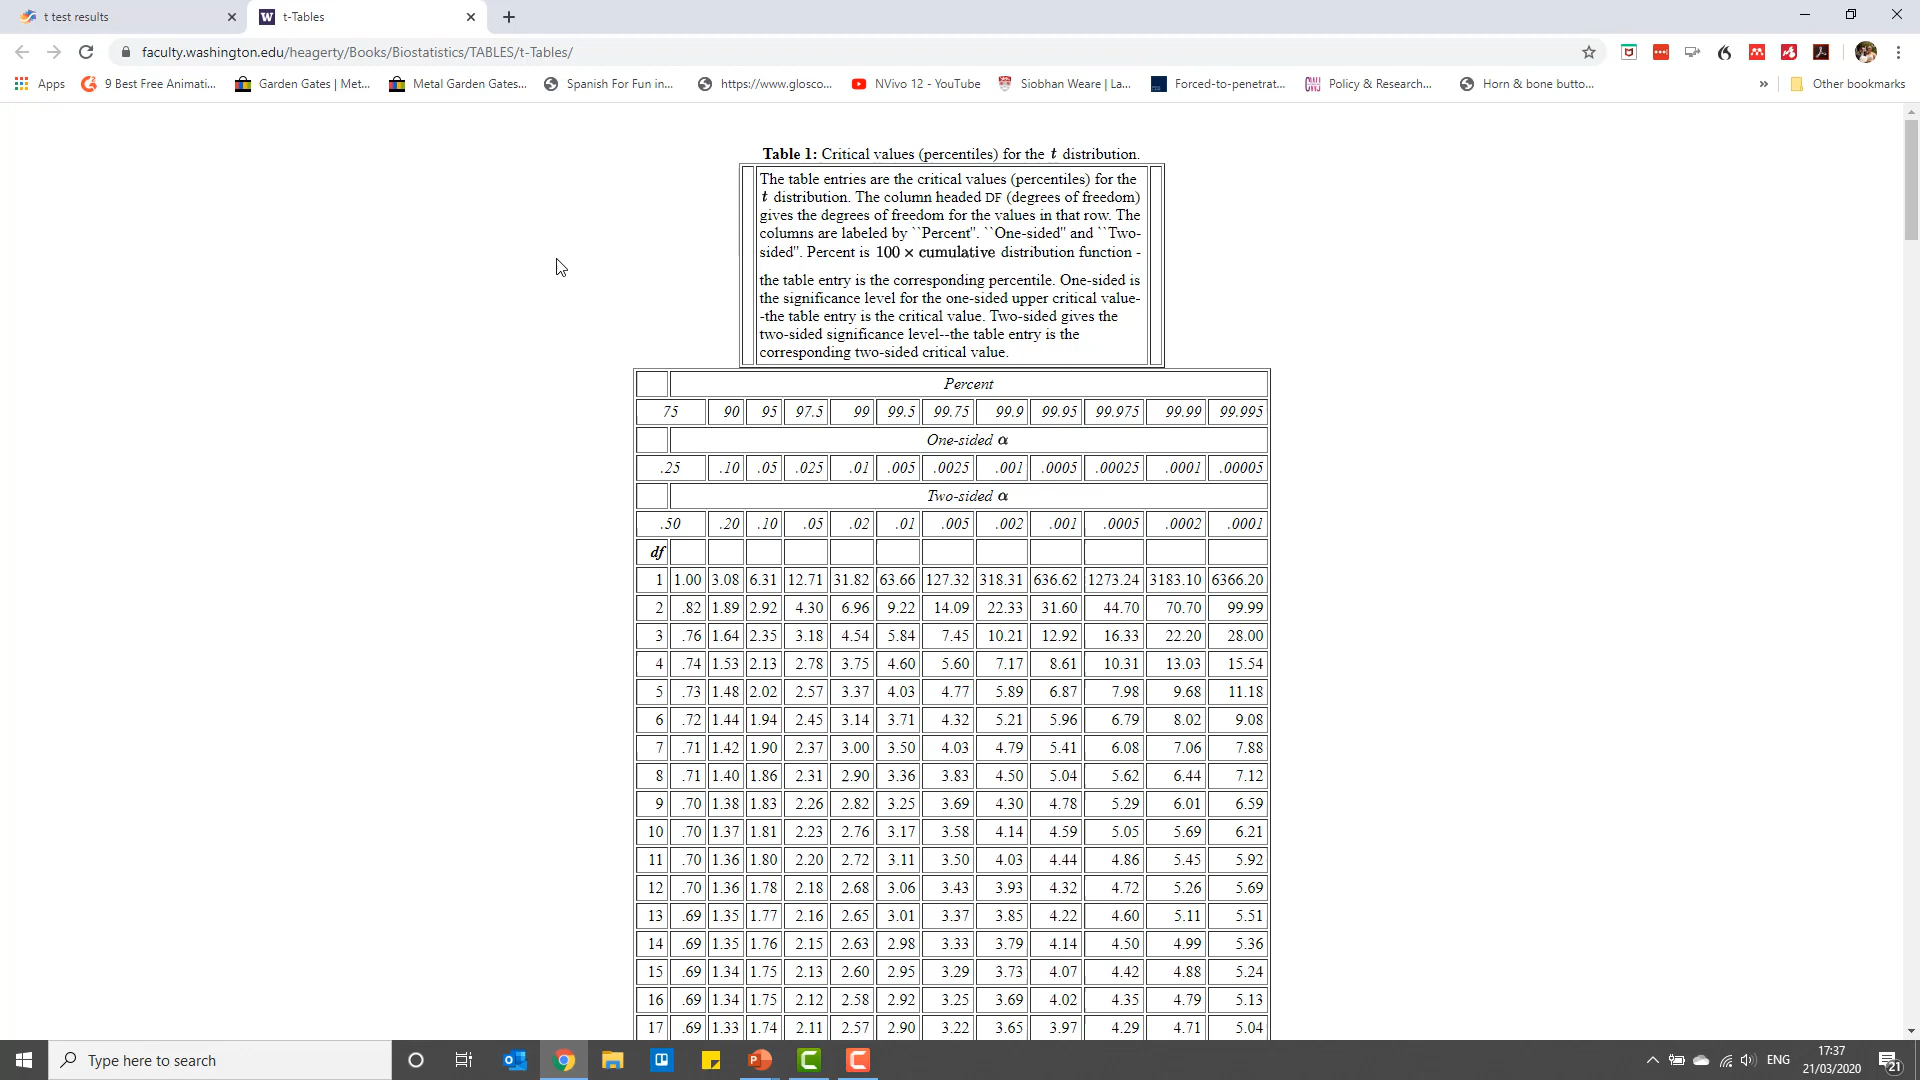 t test results
t-Tables
faculty.washington.edu/heagerty/Books/Biostatistics/TABLES/t-Tables/
Apps
9 Best Free Animati...
Garden Gates | Met...
Metal Garden Gates...
Spanish For Fun in...
https://www.glosco...
NVivo 12 - YouTube
Siobhan Weare | La...
Forced-to-penetrat...
Policy & Research...
Horn & bone butto...
»
Other bookmarks
Table 1: Critical values (percentiles) for the t distribution.
The table entries are the critical values (percentiles) for the
t distribution. The column headed DF (degrees of freedom)
gives the degrees of freedom for the values in that row. The
columns are labeled by ``Percent''. ``One-sided'' and ``Two-
sided''. Percent is 100 × cumulative distribution function -
the table entry is the corresponding percentile. One-sided is
the significance level for the one-sided upper critical value-
-the table entry is the critical value. Two-sided gives the
two-sided significance level--the table entry is the
corresponding two-sided critical value.
Percent
75 90 95 97.5 99 99.5 99.75 99.9 99.95 99.975 99.99 99.995
One-sided α
.25 .10 .05 .025 .01 .005 .0025 .001 .0005 .00025 .0001 .00005
Two-sided α
.50 .20 .10 .05 .02 .01 .005 .002 .001 .0005 .0002 .0001
df
1 1.00 3.08 6.31 12.71 31.82 63.66 127.32 318.31 636.62 1273.24 3183.10 6366.20
2 .82 1.89 2.92 4.30 6.96 9.22 14.09 22.33 31.60 44.70 70.70 99.99
3 .76 1.64 2.35 3.18 4.54 5.84 7.45 10.21 12.92 16.33 22.20 28.00
4 .74 1.53 2.13 2.78 3.75 4.60 5.60 7.17 8.61 10.31 13.03 15.54
5 .73 1.48 2.02 2.57 3.37 4.03 4.77 5.89 6.87 7.98 9.68 11.18
6 .72 1.44 1.94 2.45 3.14 3.71 4.32 5.21 5.96 6.79 8.02 9.08
7 .71 1.42 1.90 2.37 3.00 3.50 4.03 4.79 5.41 6.08 7.06 7.88
8 .71 1.40 1.86 2.31 2.90 3.36 3.83 4.50 5.04 5.62 6.44 7.12
9 .70 1.38 1.83 2.26 2.82 3.25 3.69 4.30 4.78 5.29 6.01 6.59
10 .70 1.37 1.81 2.23 2.76 3.17 3.58 4.14 4.59 5.05 5.69 6.21
11 .70 1.36 1.80 2.20 2.72 3.11 3.50 4.03 4.44 4.86 5.45 5.92
12 .70 1.36 1.78 2.18 2.68 3.06 3.43 3.93 4.32 4.72 5.26 5.69
13 .69 1.35 1.77 2.16 2.65 3.01 3.37 3.85 4.22 4.60 5.11 5.51
14 .69 1.35 1.76 2.15 2.63 2.98 3.33 3.79 4.14 4.50 4.99 5.36
15 .69 1.34 1.75 2.13 2.60 2.95 3.29 3.73 4.07 4.42 4.88 5.24
16 .69 1.34 1.75 2.12 2.58 2.92 3.25 3.69 4.02 4.35 4.79 5.13
17 .69 1.33 1.74 2.11 2.57 2.90 3.22 3.65 3.97 4.29 4.71 5.04
Type here to search
ENG
17:37
21/03/2020
21